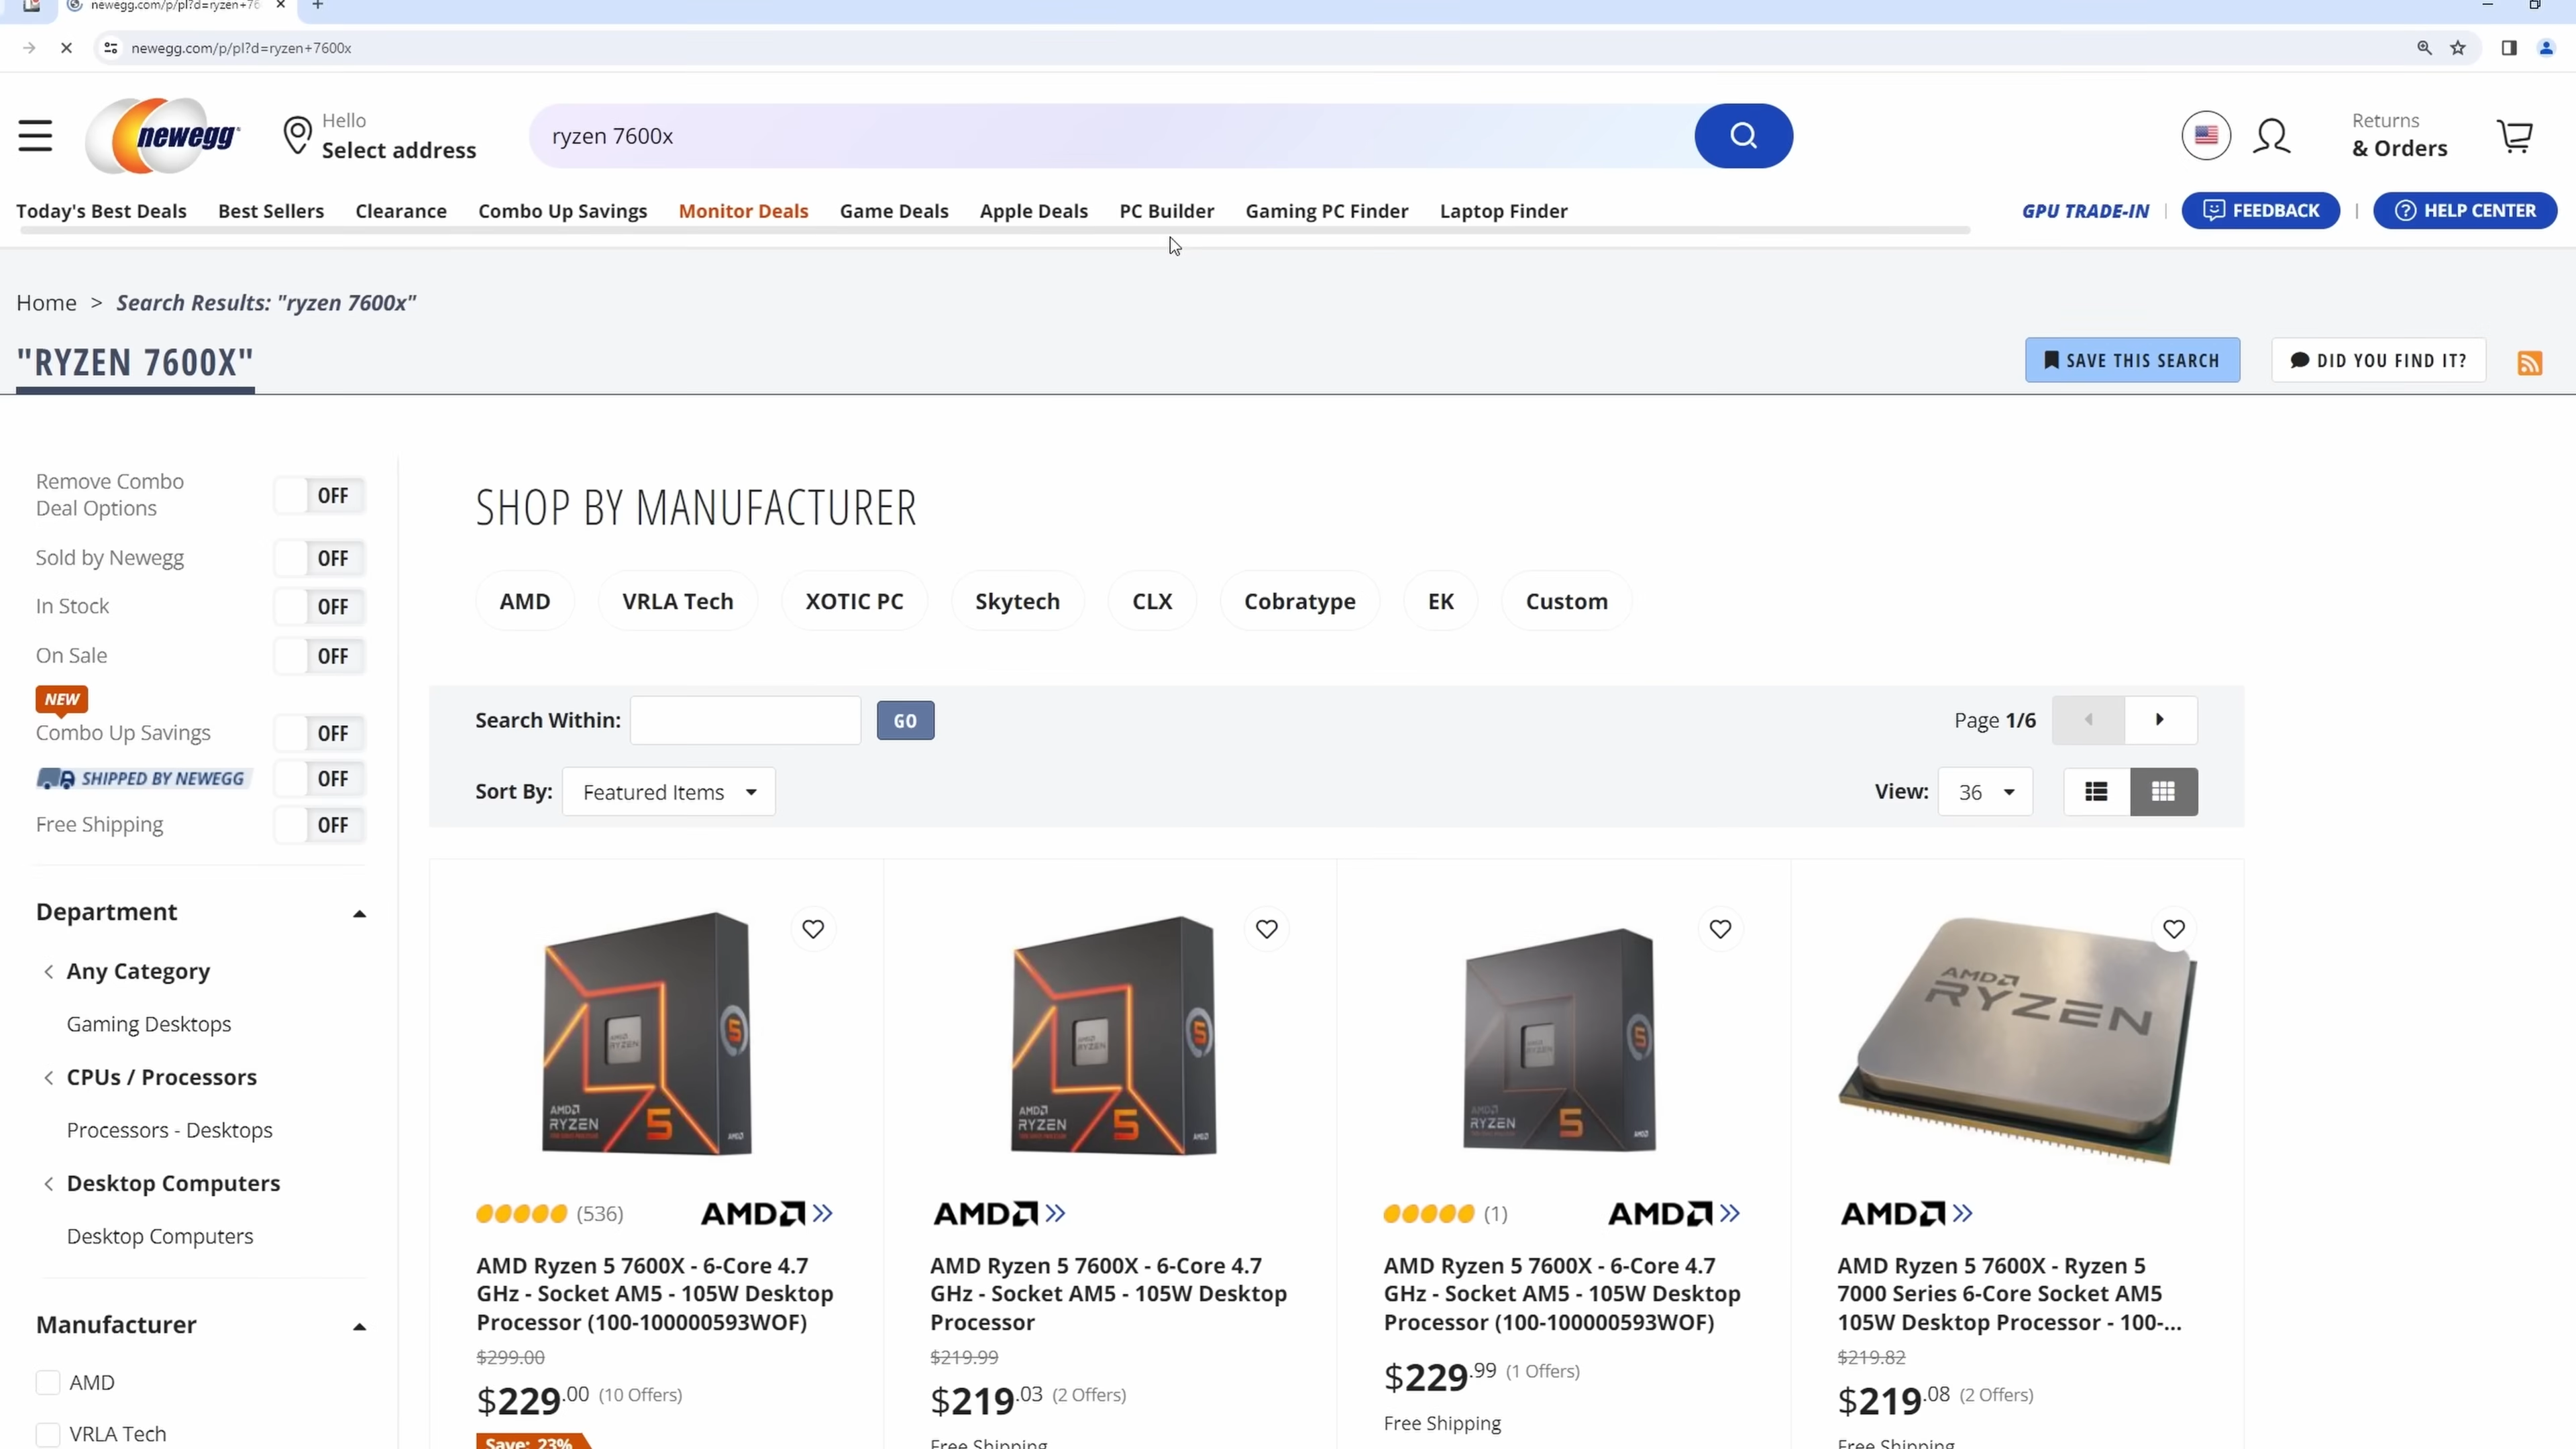 newegg.com/p/pl?d=ryzen+76
newegg.com/p/pl?d=ryzen+7600x
newegg
Hello
Select address
ryzen 7600x
Returns
& Orders
Today's Best Deals
Best Sellers
Clearance
Combo Up Savings
Monitor Deals
Game Deals
Apple Deals
PC Builder
Gaming PC Finder
Laptop Finder
GPU TRADE-IN
FEEDBACK
HELP CENTER
Home > Search Results: "ryzen 7600x"
"RYZEN 7600X"
SAVE THIS SEARCH
DID YOU FIND IT?
Remove Combo
Deal Options
OFF
Sold by Newegg
OFF
In Stock
OFF
On Sale
OFF
NEW
Combo Up Savings
OFF
SHIPPED BY NEWEGG
OFF
Free Shipping
OFF
Department
Any Category
Gaming Desktops
CPUs / Processors
Processors - Desktops
Desktop Computers
Desktop Computers
Manufacturer
AMD
VRLA Tech
SHOP BY MANUFACTURER
AMD
VRLA Tech
XOTIC PC
Skytech
CLX
Cobratype
EK
Custom
Search Within:
GO
Page 1/6
Sort By:
Featured Items
View:
36
AMD
RYZEN
5
5
AMD
(536)
AMD
AMD Ryzen 5 7600X - 6-Core 4.7
GHz - Socket AM5 - 105W Desktop
Processor (100-100000593WOF)
$299.00
$229.00 (10 Offers)
Save: 23%
AMD
RYZEN
5
5
AMD
AMD
AMD Ryzen 5 7600X - 6-Core 4.7
GHz - Socket AM5 - 105W Desktop
Processor
$219.99
$219.03 (2 Offers)
Free Shipping
AMD
RYZEN
5
5
AMD
(1)
AMD
AMD Ryzen 5 7600X - 6-Core 4.7
GHz - Socket AM5 - 105W Desktop
Processor (100-100000593WOF)
$229.99 (1 Offers)
Free Shipping
AMD
RYZEN
AMD
AMD Ryzen 5 7600X - Ryzen 5
7000 Series 6-Core Socket AM5
105W Desktop Processor - 100-...
$219.82
$219.08 (2 Offers)
Free Shipping